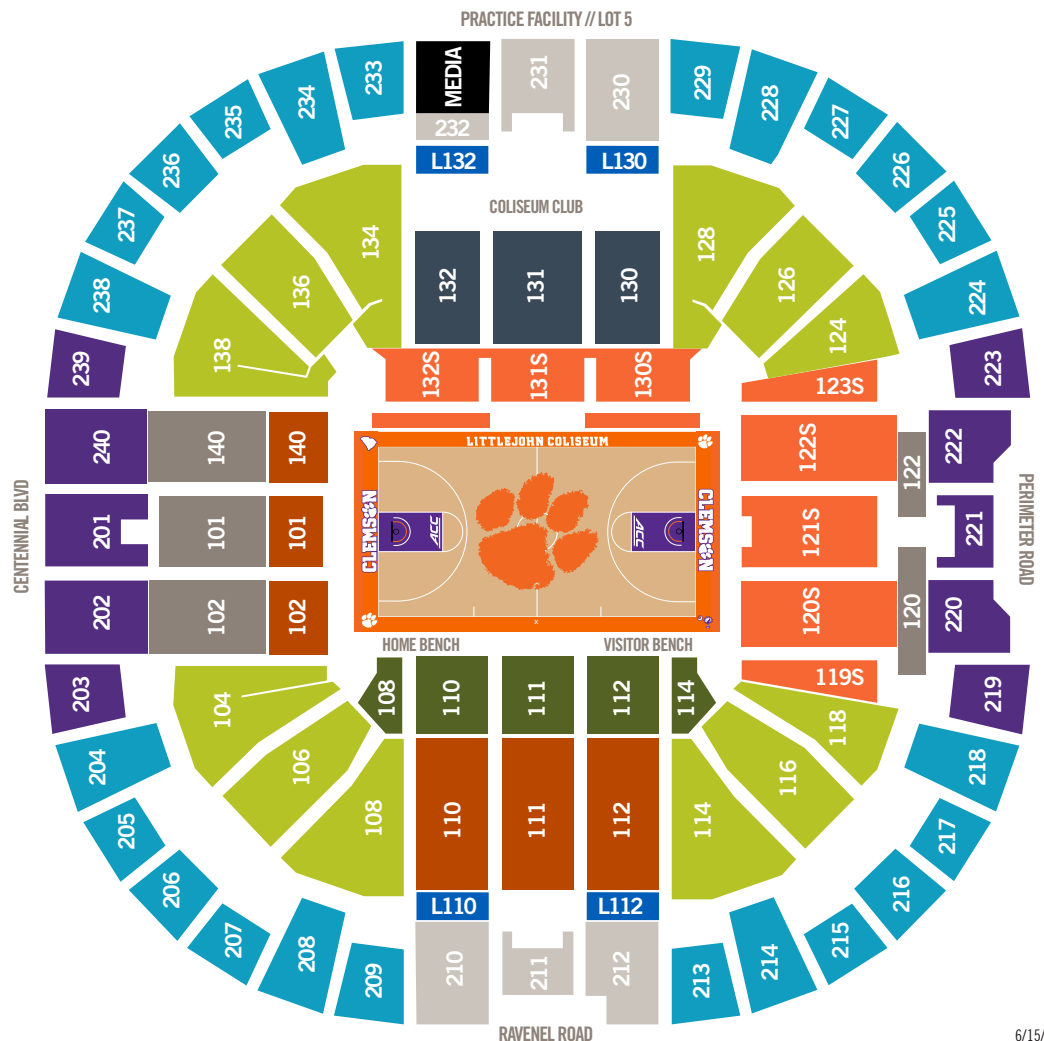 PRACTICE FACILITY // LOT 5
233
MEDIA
231
230
229
234
228
235
232
227
236
L132
L130
226
237
COLISEUM CLUB
225
238
134
128
224
136
132
131
130
126
239
138
124
223
132S
131S
130S
123S
240
140
140
LITTLEJOHN COLISEUM
122S
122
222
CENTENNIAL BLVD
201
101
101
CLEMSON
ACC
ACC
CLEMSON
121S
221
PERIMETER ROAD
202
102
102
X
120S
120
220
HOME BENCH
VISITOR BENCH
203
104
108
110
111
112
114
119S
219
204
106
118
218
205
108
110
111
112
114
116
217
206
216
207
L110
L112
215
208
214
209
210
211
212
213
RAVENEL ROAD
6/15/